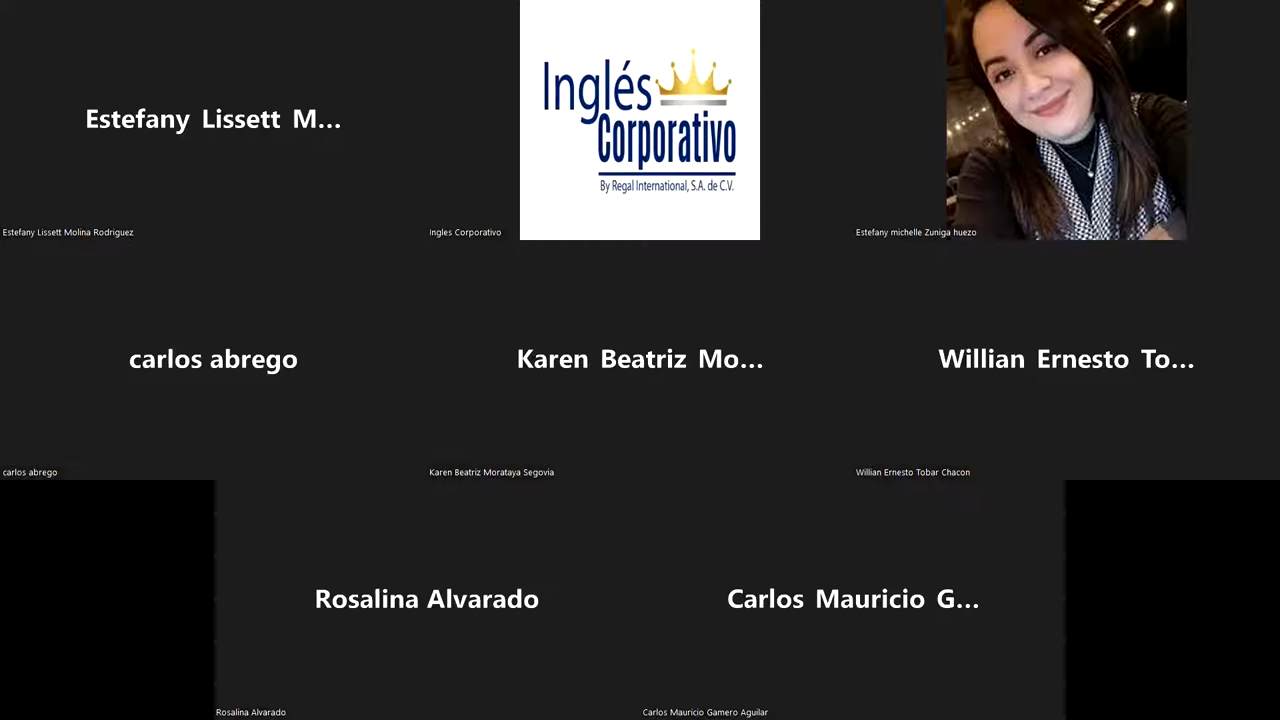 Estefany Lissett M...
Estefany Lissett Molina Rodriguez
Inglés
Corporativo
By Regal International, S.A. de C.V.
Ingles Corporativo
Estefany michelle Zuniga huezo
carlos abrego
carlos abrego
Karen Beatriz Mo...
Karen Beatriz Morataya Segovia
Willian Ernesto To...
Willian Ernesto Tobar Chacon
Rosalina Alvarado
Rosalina Alvarado
Carlos Mauricio G...
Carlos Mauricio Gamero Aguilar